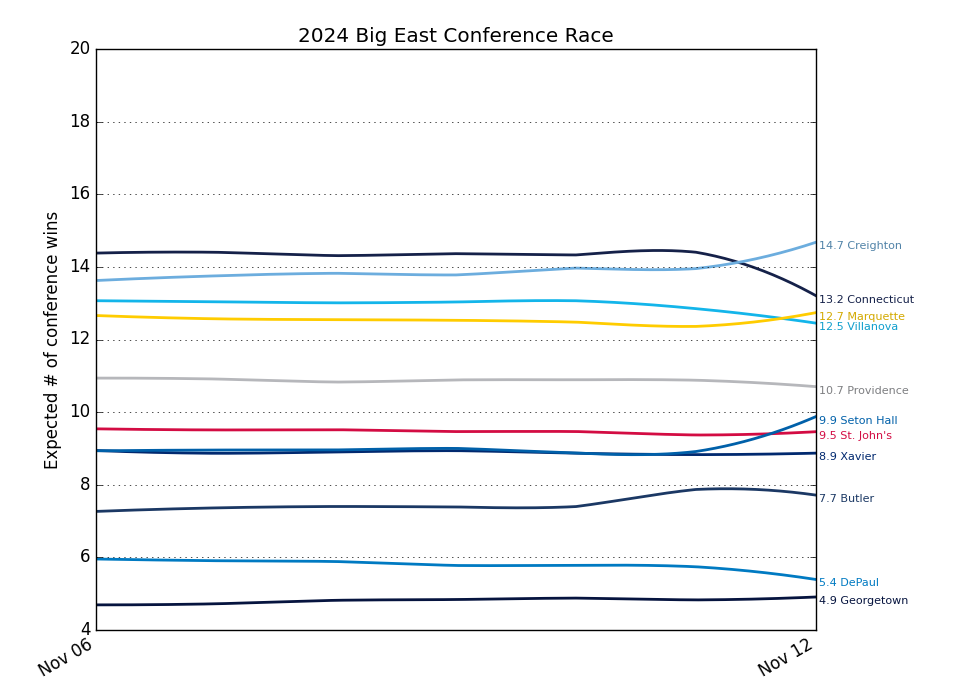 2024 Big East Conference Race
Expected # of conference wins
20
18
16
14
12
10
8
6
4
14.7 Creighton
13.2 Connecticut
12.7 Marquette
12.5 Villanova
10.7 Providence
9.9 Seton Hall
9.5 St. John's
8.9 Xavier
7.7 Butler
5.4 DePaul
4.9 Georgetown
Nov 06
Nov 12